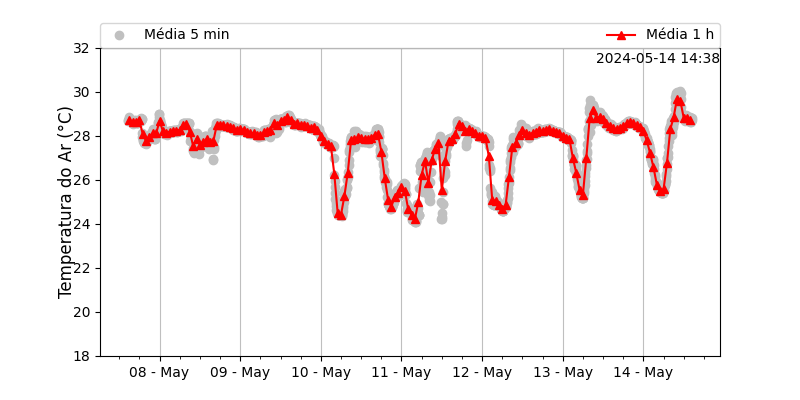 Média 5 min
Média 1 h
2024-05-14 14:38
Temperatura do Ar (°C)
32
30
28
26
24
22
20
18
08 - May
09 - May
10 - May
11 - May
12 - May
13 - May
14 - May